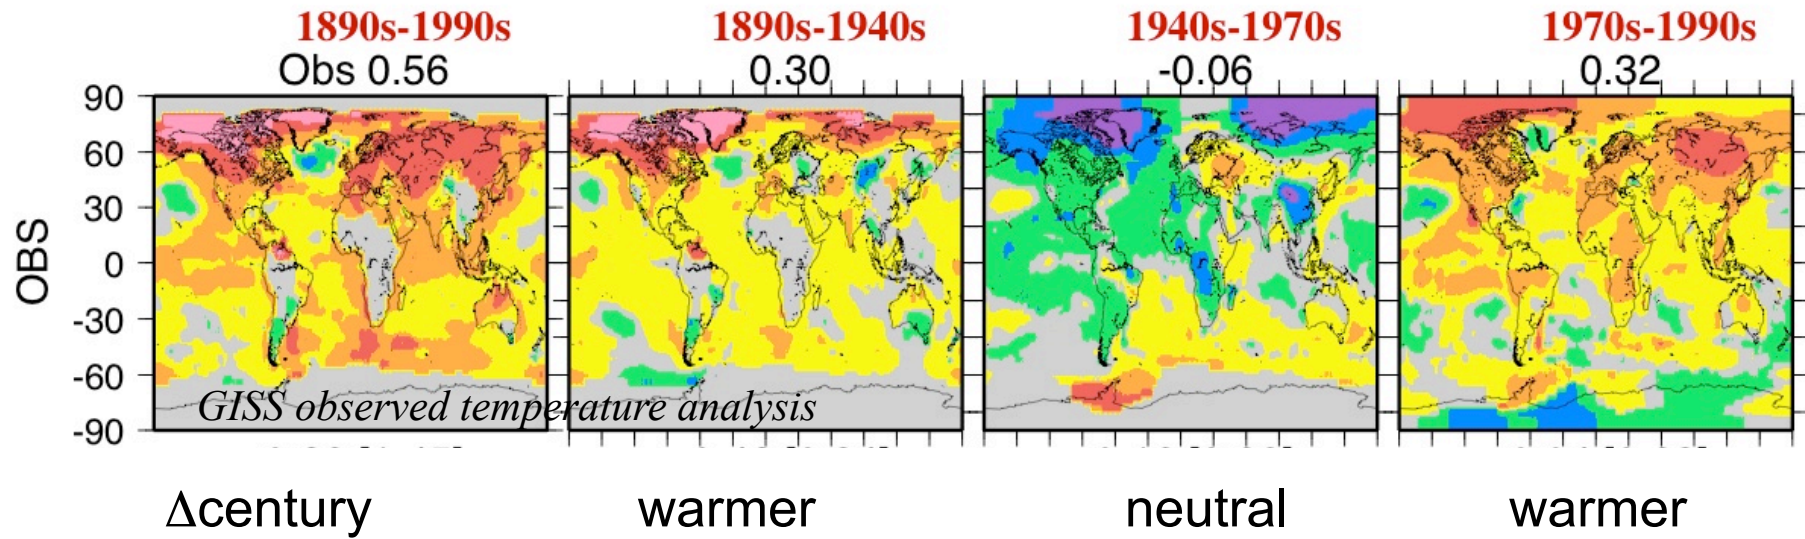 1890s-1990s 1890s-1940s 1940s-1970s 1970s-1990s
Obs 0.56 0.30 -0.06 0.32
90
60
30
0
-30
-60
-90
OBS
GISS observed temperature analysis
Δcentury warmer neutral warmer